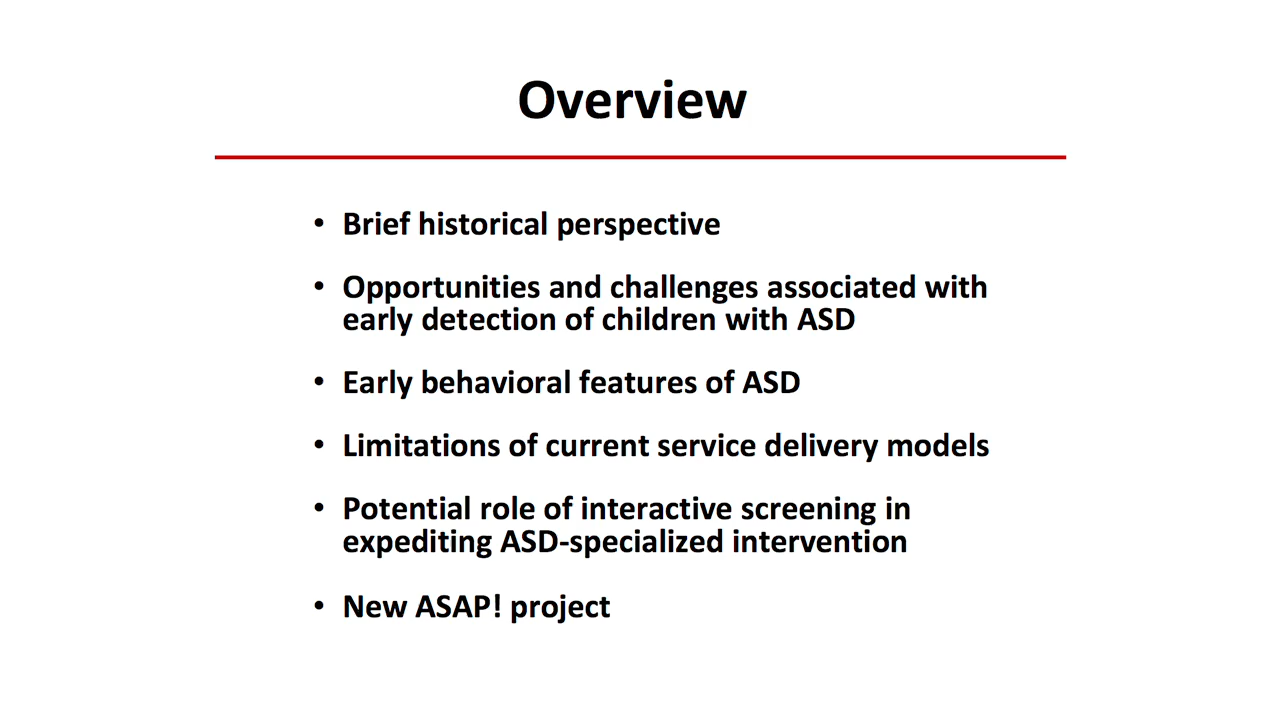 Overview
• Brief historical perspective
• Opportunities and challenges associated with
early detection of children with ASD
• Early behavioral features of ASD
• Limitations of current service delivery models
• Potential role of interactive screening in
expediting ASD-specialized intervention
• New ASAP! project